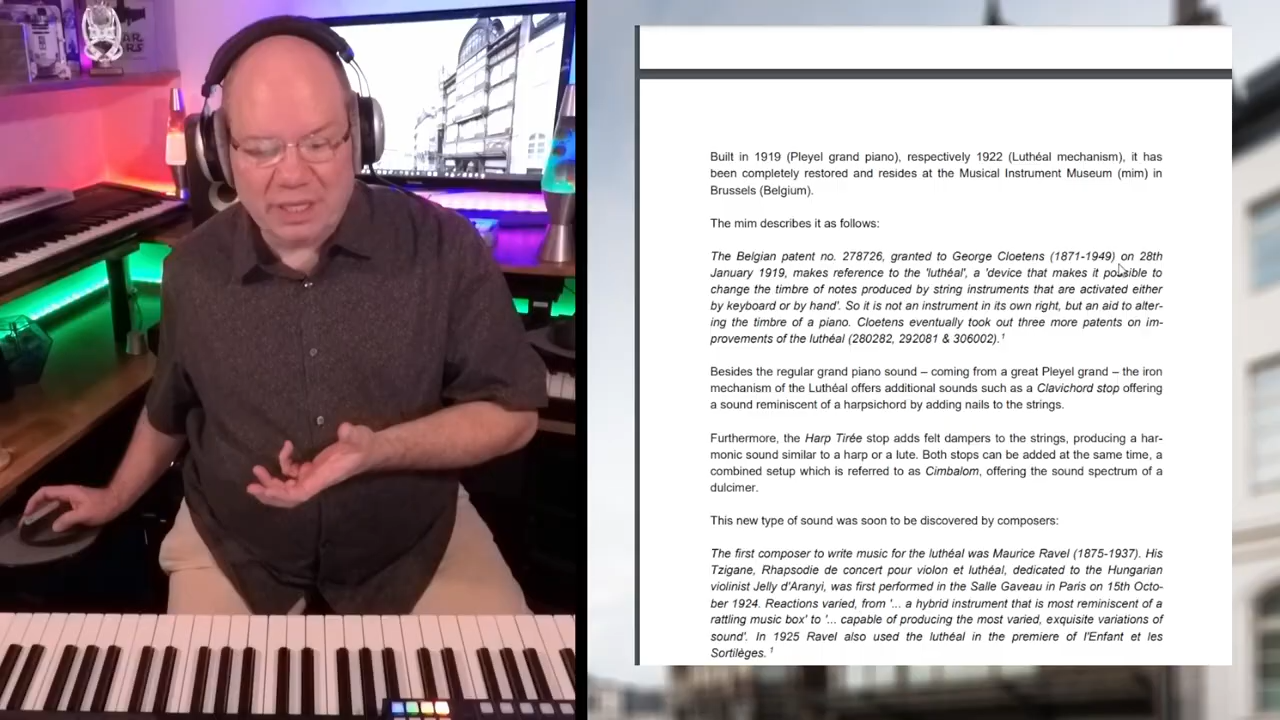 WARS
Built in 1919 (Pleyel grand piano), respectively 1922 (Luthéal mechanism), it has
been completely restored and resides at the Musical Instrument Museum (mim) in
Brussels (Belgium).
The mim describes it as follows:
The Belgian patent no. 278726, granted to George Cloetens (1871-1949) on 28th
January 1919, makes reference to the 'luthéal', a 'device that makes it possible to
change the timbre of notes produced by string instruments that are activated either
by keyboard or by hand'. So it is not an instrument in its own right, but an aid to alter-
ing the timbre of a piano. Cloetens eventually took out three more patents on im-
provements of the luthéal (280282, 292081 & 306002).¹
Besides the regular grand piano sound – coming from a great Pleyel grand – the iron
mechanism of the Luthéal offers additional sounds such as a Clavichord stop offering
a sound reminiscent of a harpsichord by adding nails to the strings.
Furthermore, the Harp Tirée stop adds felt dampers to the strings, producing a har-
monic sound similar to a harp or a lute. Both stops can be added at the same time, a
combined setup which is referred to as Cimbalom, offering the sound spectrum of a
dulcimer.
This new type of sound was soon to be discovered by composers:
The first composer to write music for the luthéal was Maurice Ravel (1875-1937). His
Tzigane, Rhapsodie de concert pour violon et luthéal, dedicated to the Hungarian
violinist Jelly d'Aranyi, was first performed in the Salle Gaveau in Paris on 15th Octo-
ber 1924. Reactions varied, from '... a hybrid instrument that is most reminiscent of a
rattling music box' to '... capable of producing the most varied, exquisite variations of
sound'. In 1925 Ravel also used the luthéal in the premiere of l'Enfant et les
Sortilèges. ¹